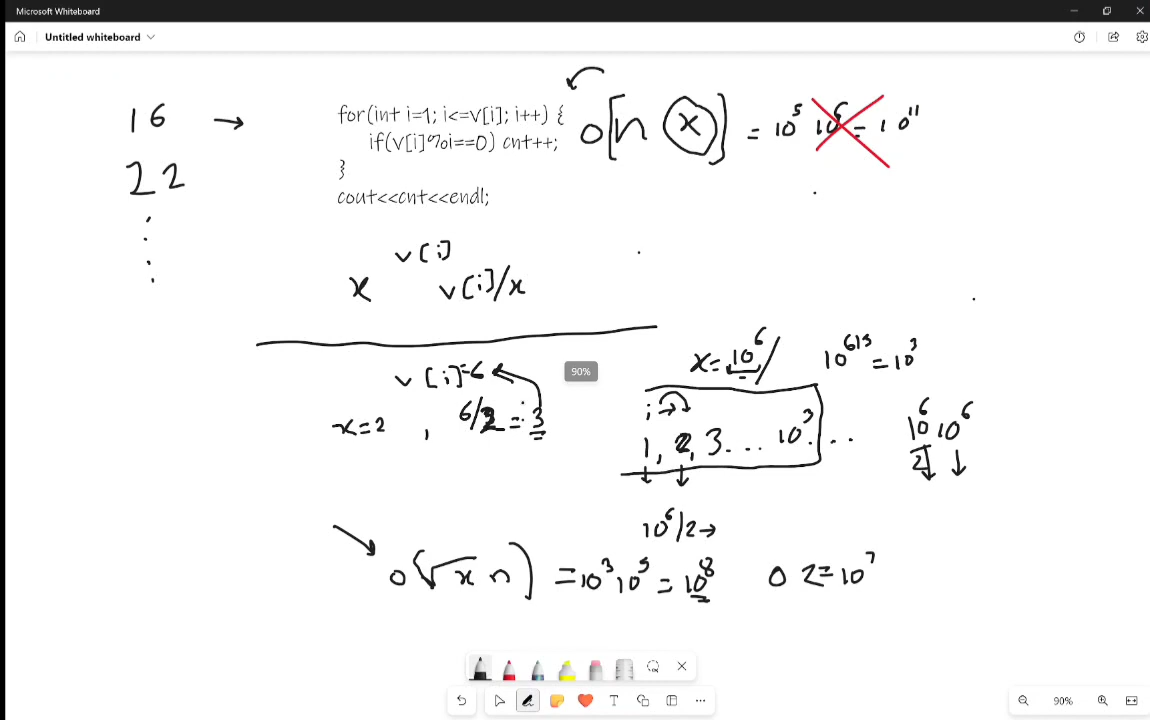 Microsoft Whiteboard
Untitled whiteboard
16
22
for(int i=1; i<=v[i]; i++) {
if(v[i]%i==0) cnt++;
}
cout<<cnt<<endl;
O[n x] = 10^5 10^6 = 10^11
v[i]
x v[i]/x
v[i]=6
x=2 , 6/2 = 3
90%
x=10^6/ 10^6/3 = 10^3
i
1, 2, 3 ... 10^3 ...
10^6/2 10^6
10^6/2→
O(√x n) = 10^3 10^5 = 10^8
0 2=10^7
90%